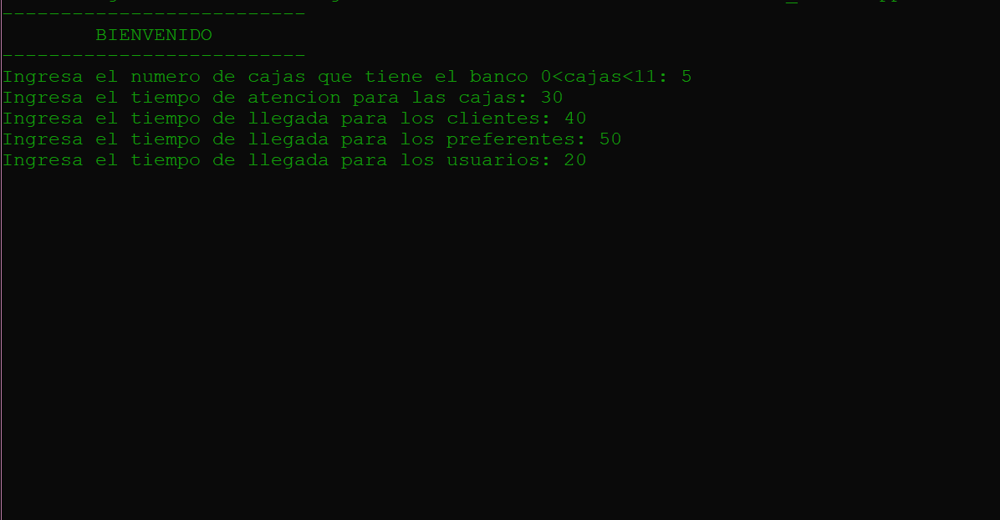 --------------------------
BIENVENIDO
--------------------------
Ingresa el numero de cajas que tiene el banco 0<cajas<11: 5
Ingresa el tiempo de atencion para las cajas: 30
Ingresa el tiempo de llegada para los clientes: 40
Ingresa el tiempo de llegada para los preferentes: 50
Ingresa el tiempo de llegada para los usuarios: 20